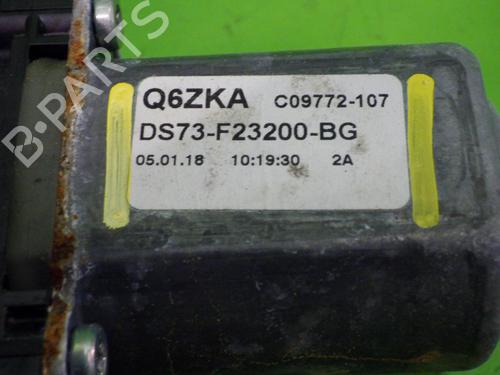 Q6ZKA C09772-107
DS73-F23200-BG
05.01.18 10:19:30 2A
B-PARTS